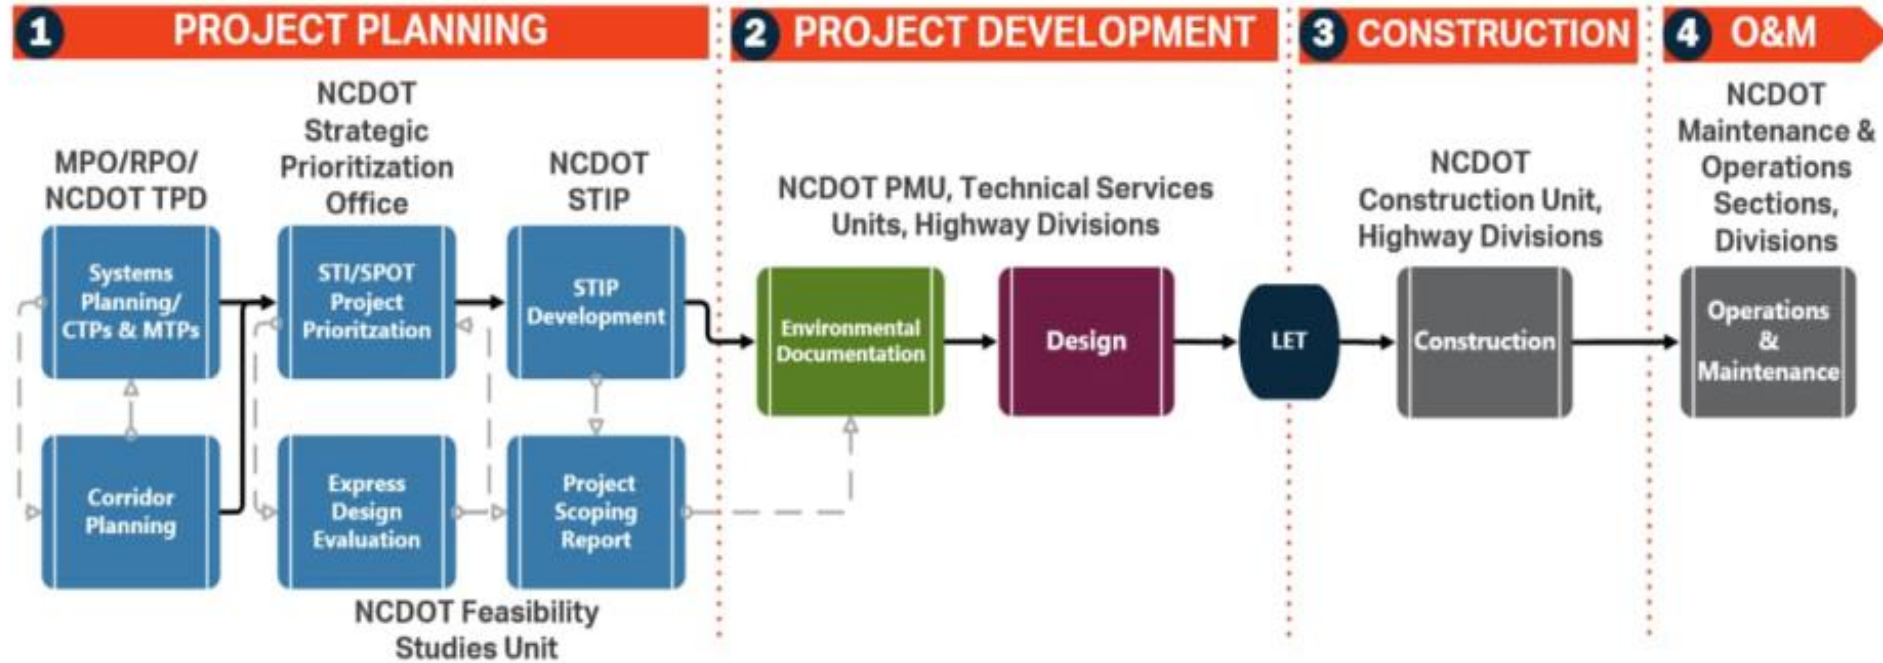 1 PROJECT PLANNING
2 PROJECT DEVELOPMENT
3 CONSTRUCTION
4 O&M
MPO/RPO/
NCDOT TPD
NCDOT
Strategic
Prioritization
Office
NCDOT
STIP
NCDOT PMU, Technical Services
Units, Highway Divisions
NCDOT
Construction Unit,
Highway Divisions
NCDOT
Maintenance &
Operations
Sections,
Divisions
Systems
Planning/
CTPs & MTPs
STI/SPOT
Project
Prioritzation
STIP
Development
Environmental
Documentation
Design
LET
Construction
Operations
&
Maintenance
Corridor
Planning
Express
Design
Evaluation
Project
Scoping
Report
NCDOT Feasibility
Studies Unit